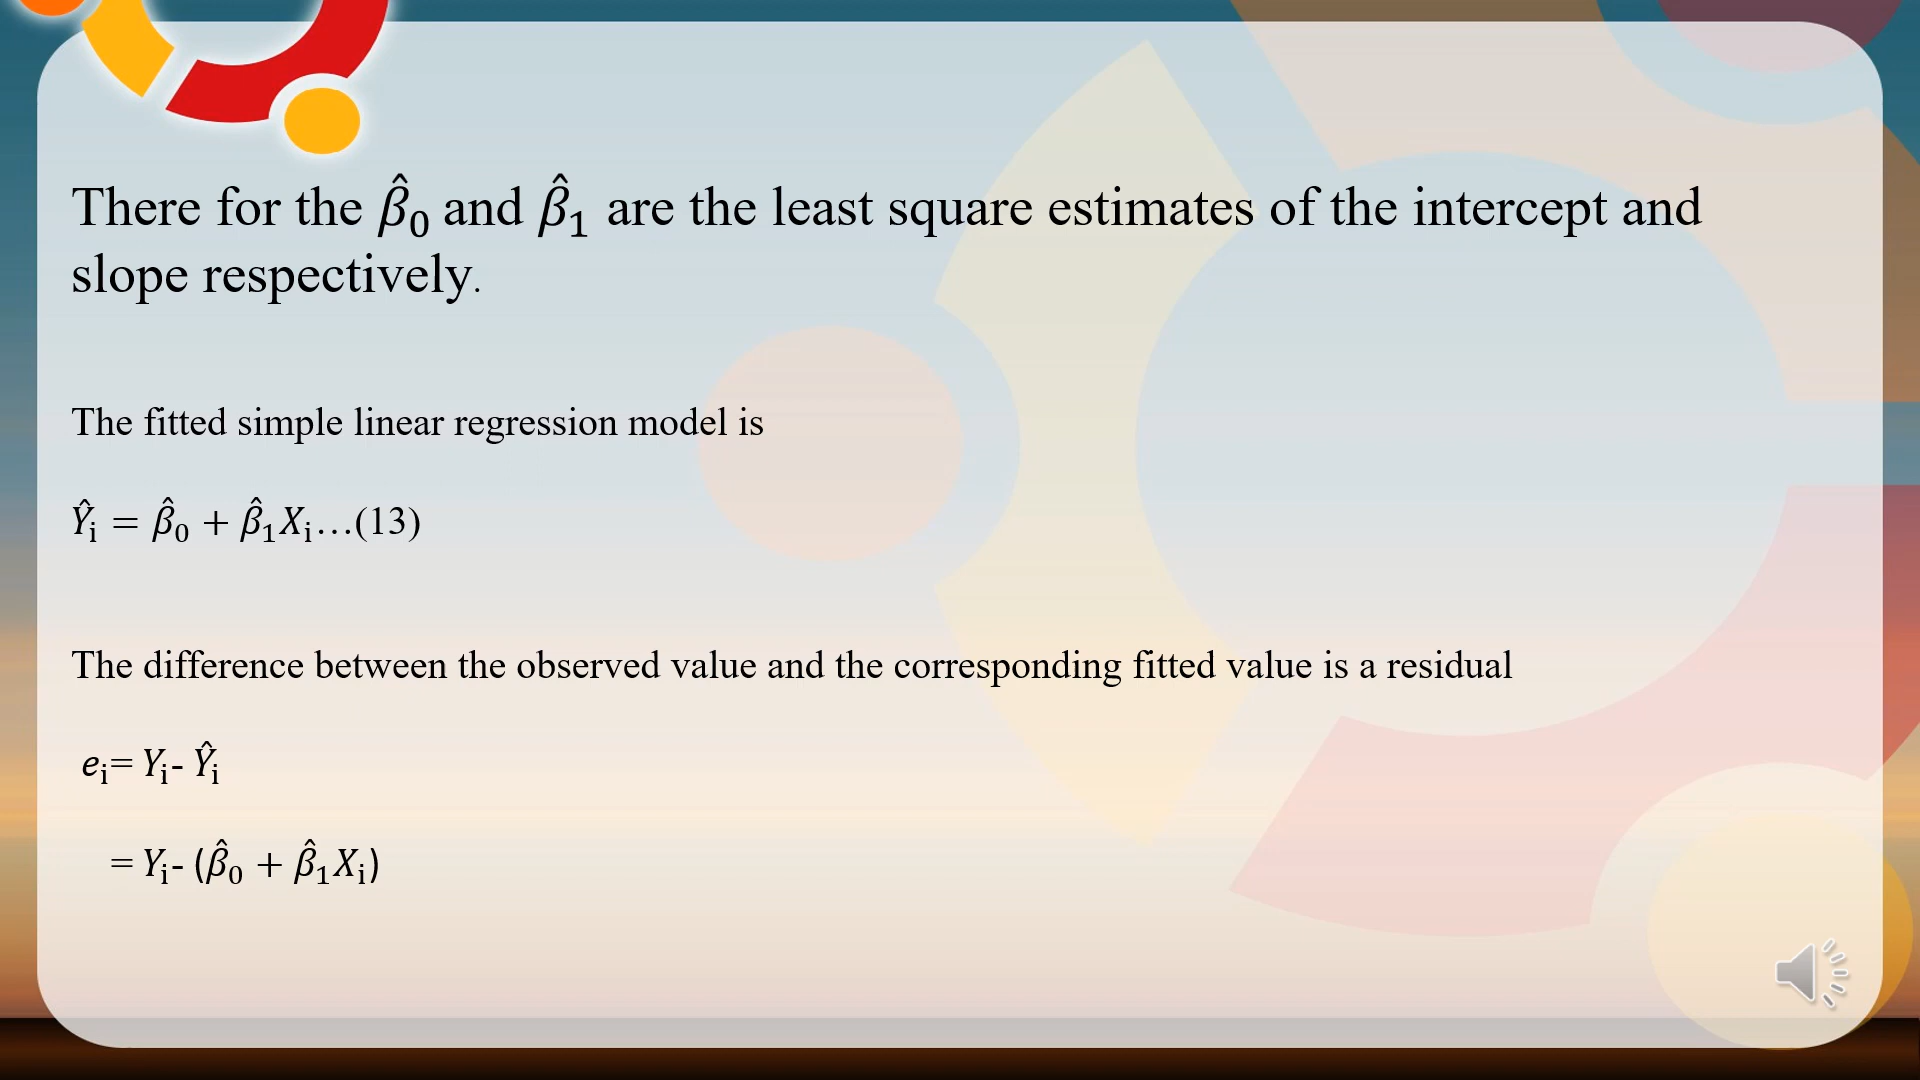 There for the β̂₀ and β̂₁ are the least square estimates of the intercept and
slope respectively.
The fitted simple linear regression model is
Ŷᵢ = β̂₀ + β̂₁Xᵢ…(13)
The difference between the observed value and the corresponding fitted value is a residual
eᵢ= Yᵢ- Ŷᵢ
= Yᵢ- (β̂₀ + β̂₁Xᵢ)